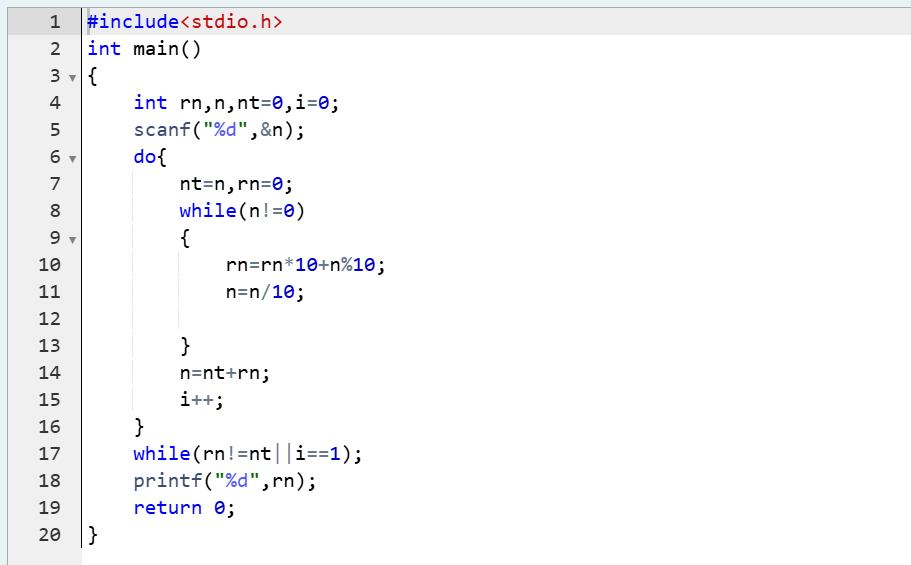 1 #include<stdio.h>
2 int main()
3 {
4     int rn,n,nt=0,i=0;
5     scanf("%d",&n);
6     do{
7         nt=n,rn=0;
8         while(n!=0)
9         {
10             rn=rn*10+n%10;
11             n=n/10;
12
13         }
14         n=nt+rn;
15         i++;
16     }
17     while(rn!=nt||i==1);
18     printf("%d",rn);
19     return 0;
20 }